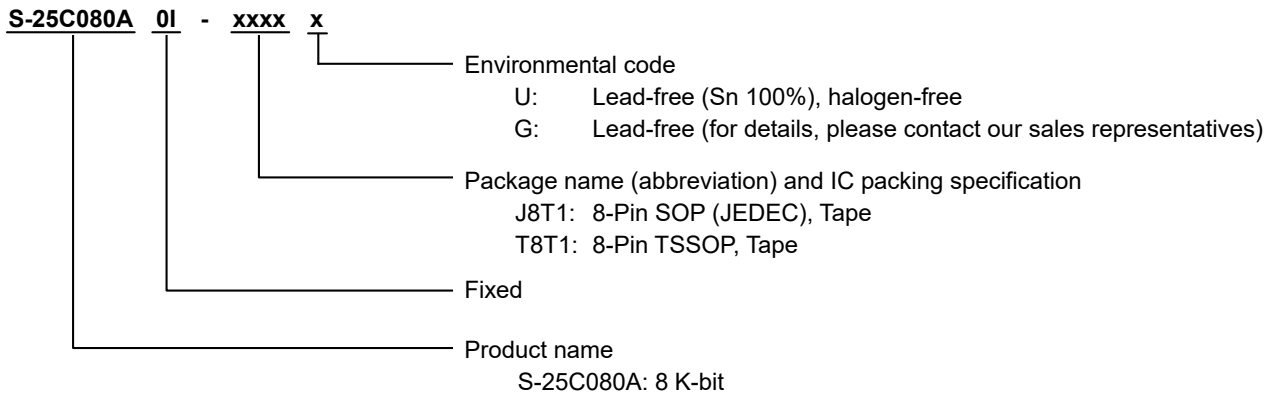 S-25C080A 0I - xxxx x
Environmental code
U: Lead-free (Sn 100%), halogen-free
G: Lead-free (for details, please contact our sales representatives)
Package name (abbreviation) and IC packing specification
J8T1: 8-Pin SOP (JEDEC), Tape
T8T1: 8-Pin TSSOP, Tape
Fixed
Product name
S-25C080A: 8 K-bit